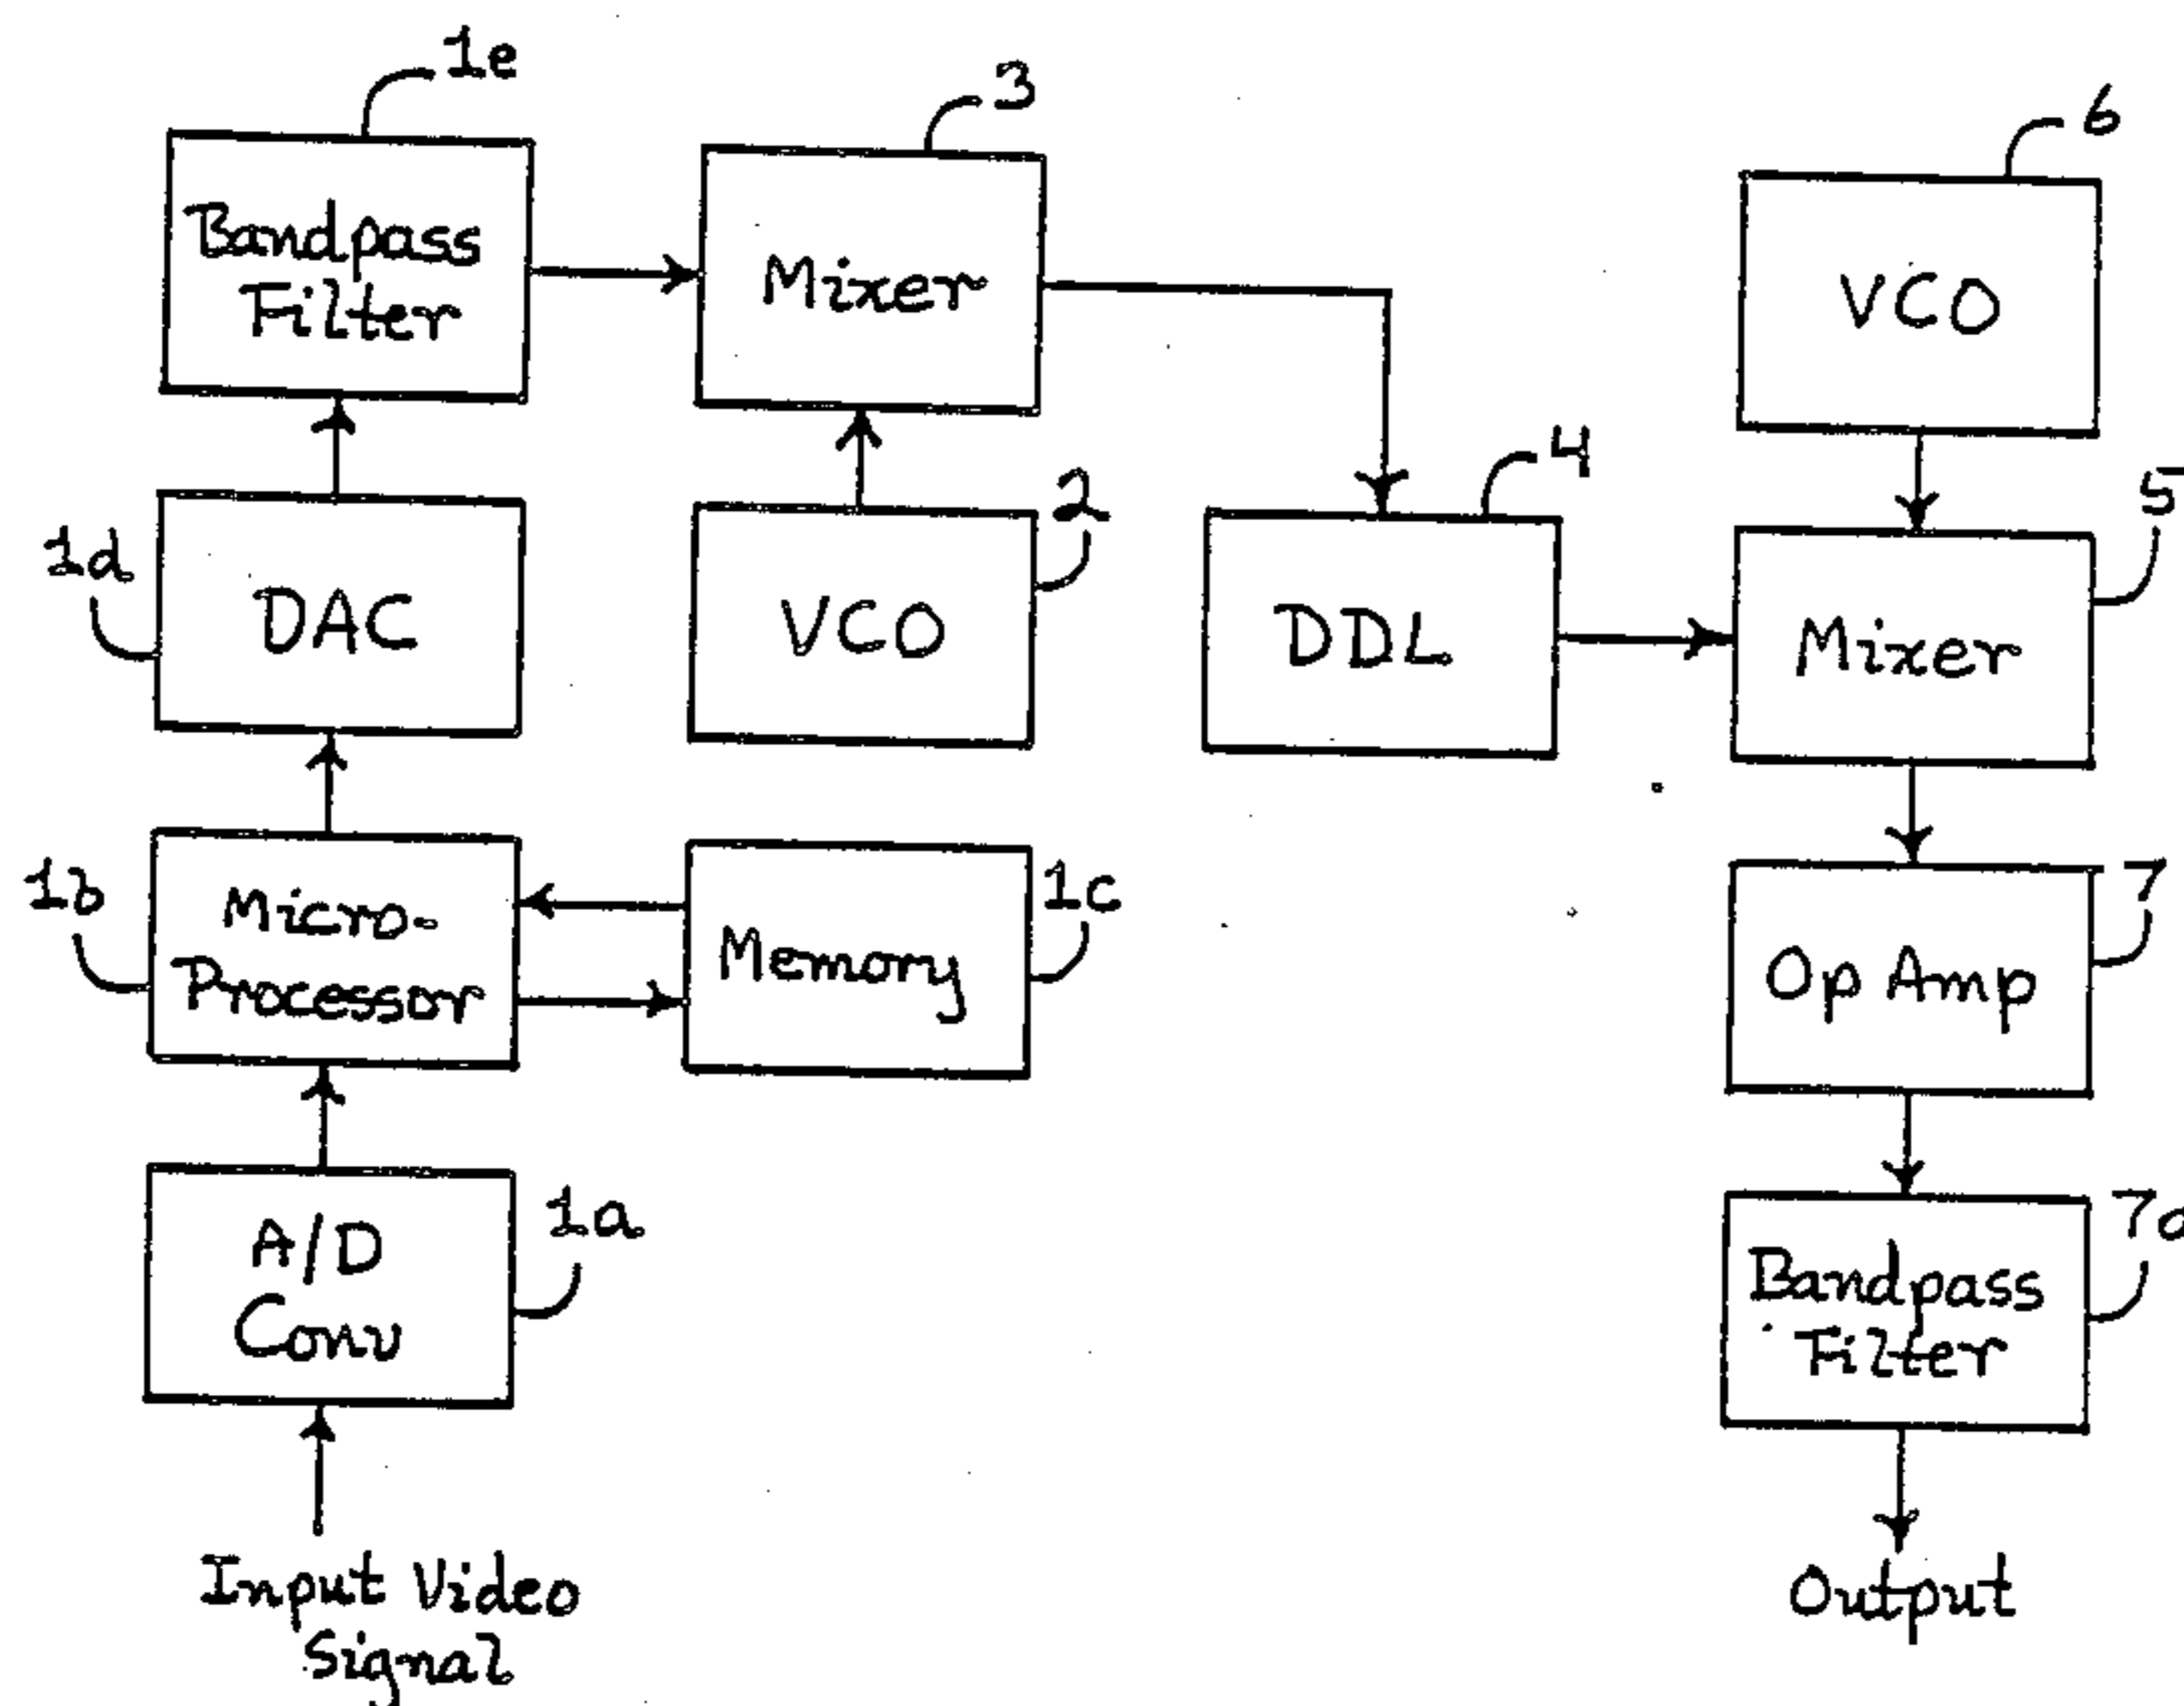 1e
3
6
Bandpass
Filter
Mixer
VCO
4
2
5
1d
DAC
VCO
DDL
Mixer
1b
Micro-
Processor
Memory
1c
7
Op Amp
A/D
Conv
1a
Bandpass
Filter
Input Video
Signal
Output